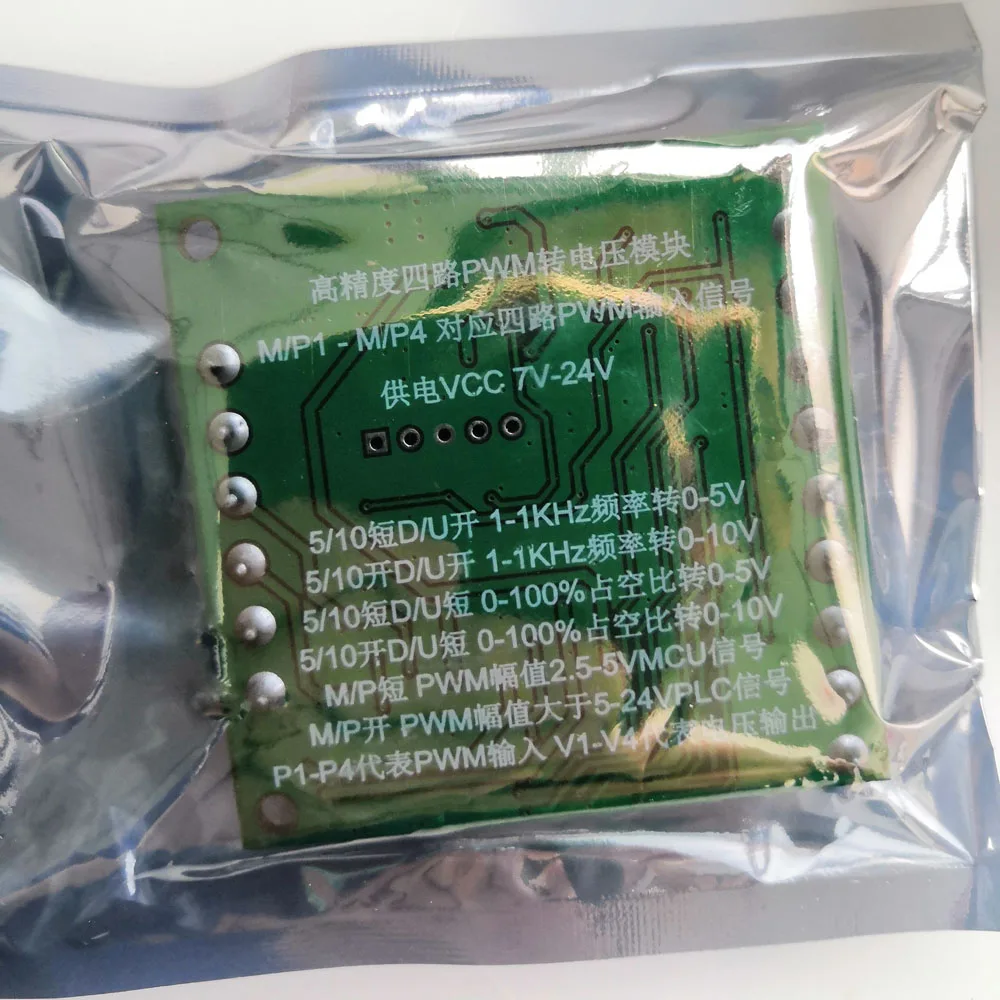 高精度四路PWM转电压模块
M/P1 - M/P4 对应四路PWM输入信号
供电VCC 7V-24V
5/10短D/U开 1-1KHz频率转0-5V
5/10开D/U开 1-1KHz频率转0-10V
5/10短D/U短 0-100%占空比转0-5V
5/10开D/U短 0-100%占空比转0-10V
M/P短 PWM幅值2.5-5VMCU信号
M/P开 PWM幅值大于5-24VPLC信号
P1-P4代表PWM输入 V1-V4代表电压输出